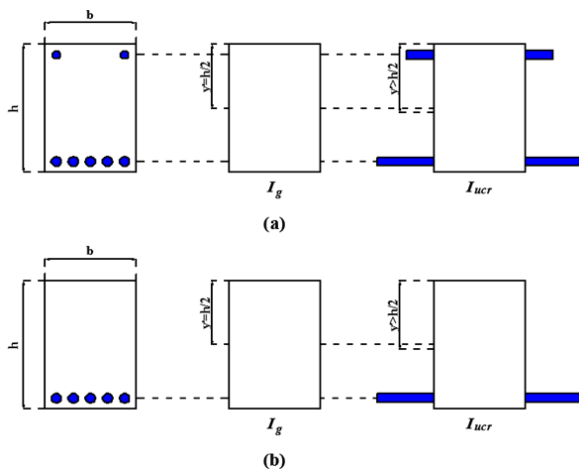 b
h
y=h/2
y>h/2
I_g
I_ucr
(a)
b
h
y=h/2
y>h/2
I_g
I_ucr
(b)